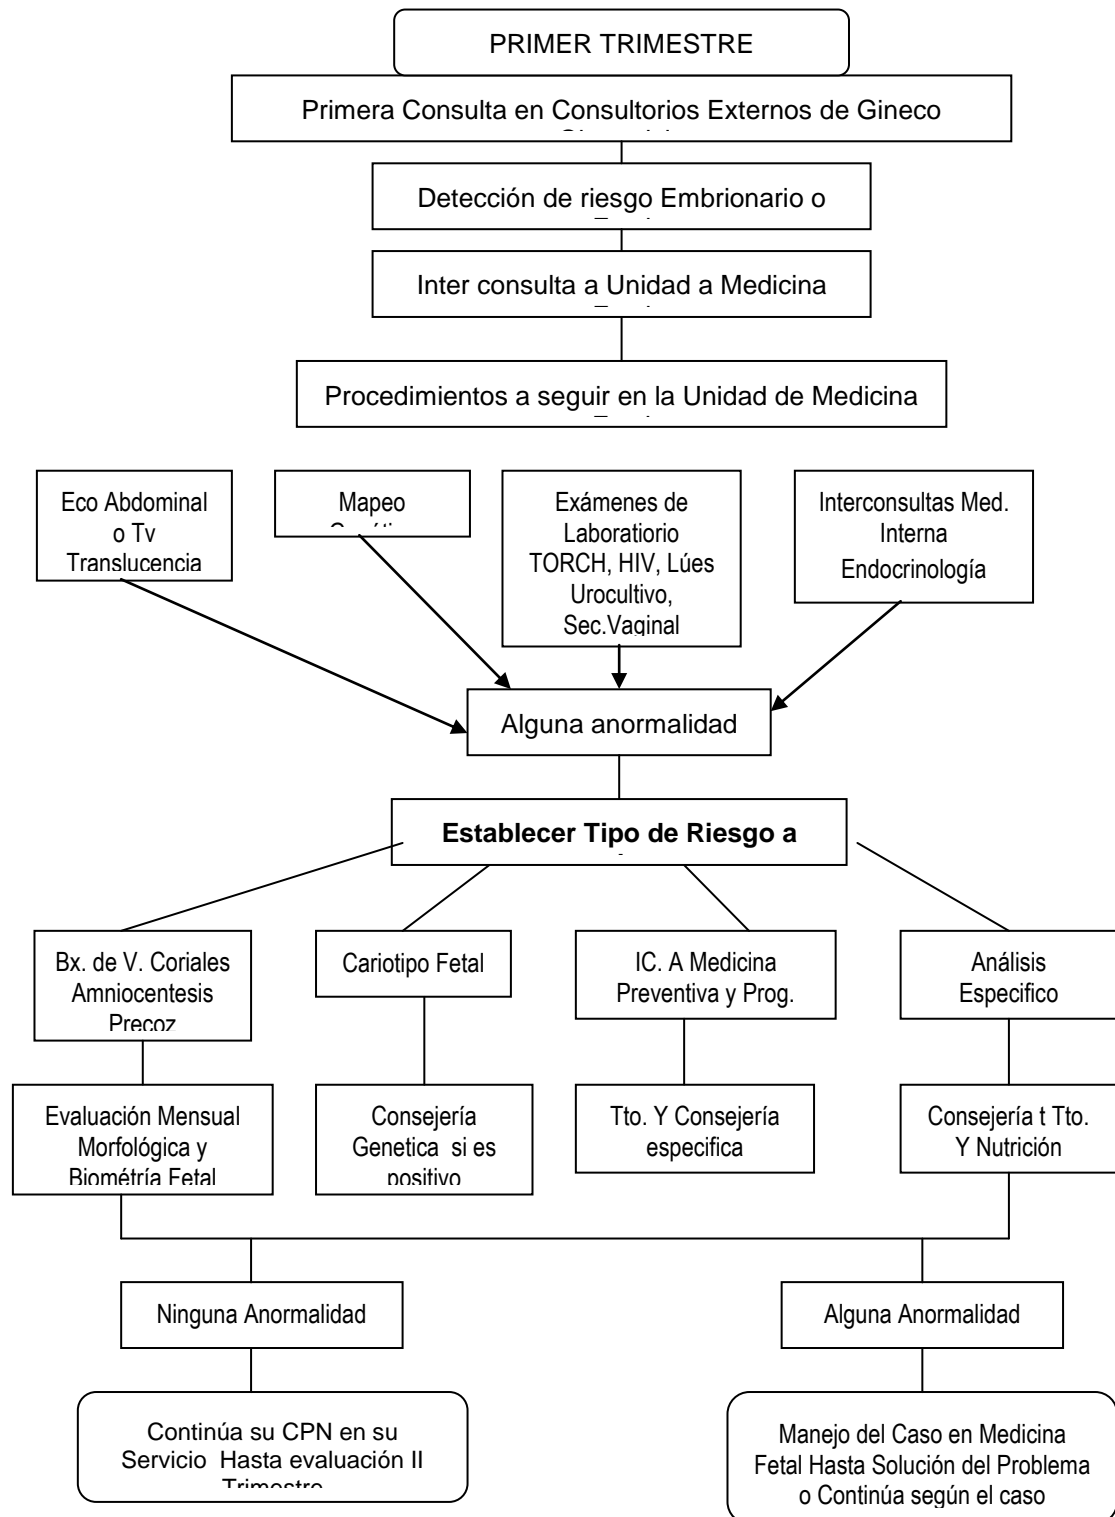 PRIMER TRIMESTRE
Primera Consulta en Consultorios Externos de Gineco
Detección de riesgo Embrionario o
Inter consulta a Unidad a Medicina
Procedimientos a seguir en la Unidad de Medicina
Eco Abdominal
o Tv
Translucencia
Mapeo
Exámenes de
Laboratiorio
TORCH, HIV, Lúes
Urocultivo,
Sec.Vaginal
Interconsultas Med.
Interna
Endocrinología
Alguna anormalidad
Establecer Tipo de Riesgo a
Bx. de V. Coriales
Amniocentesis
Precoz
Cariotipo Fetal
IC. A Medicina
Preventiva y Prog.
Análisis
Especifico
Evaluación Mensual
Morfológica y
Biométría Fetal
Consejería
Genetica si es
positivo
Tto. Y Consejería
especifica
Consejería t Tto.
Y Nutrición
Ninguna Anormalidad
Alguna Anormalidad
Continúa su CPN en su
Servicio Hasta evaluación II
Trimestre
Manejo del Caso en Medicina
Fetal Hasta Solución del Problema
o Continúa según el caso